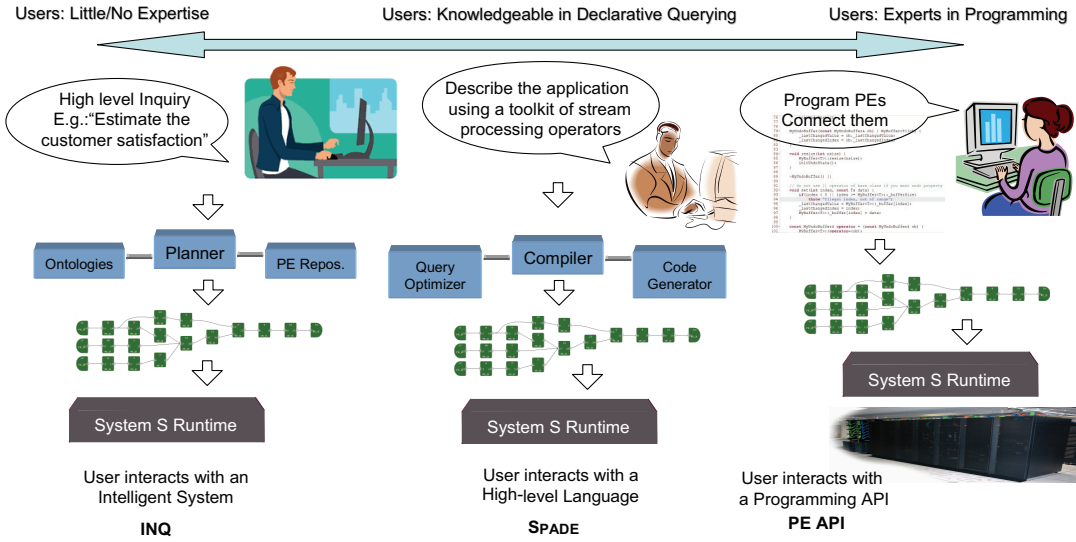 Users: Little/No Expertise
Users: Knowledgeable in Declarative Querying
Users: Experts in Programming
High level Inquiry
E.g.:“Estimate the
customer satisfaction”
Describe the application
using a toolkit of stream
processing operators
Program PEs
Connect them
Ontologies
Planner
PE Repos.
Query
Optimizer
Compiler
Code
Generator
System S Runtime
System S Runtime
System S Runtime
User interacts with an
Intelligent System
INQ
User interacts with a
High-level Language
SPADE
User interacts with
a Programming API
PE API